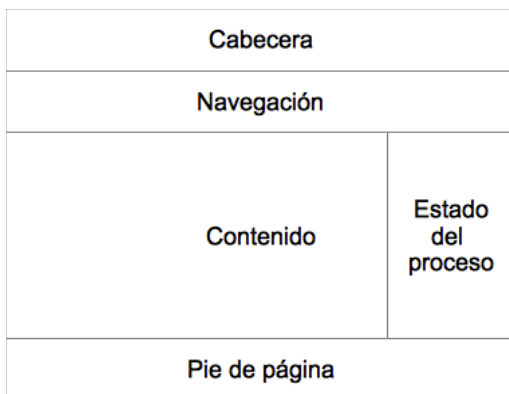 Cabecera
Navegación
Contenido
Estado
del
proceso
Pie de página